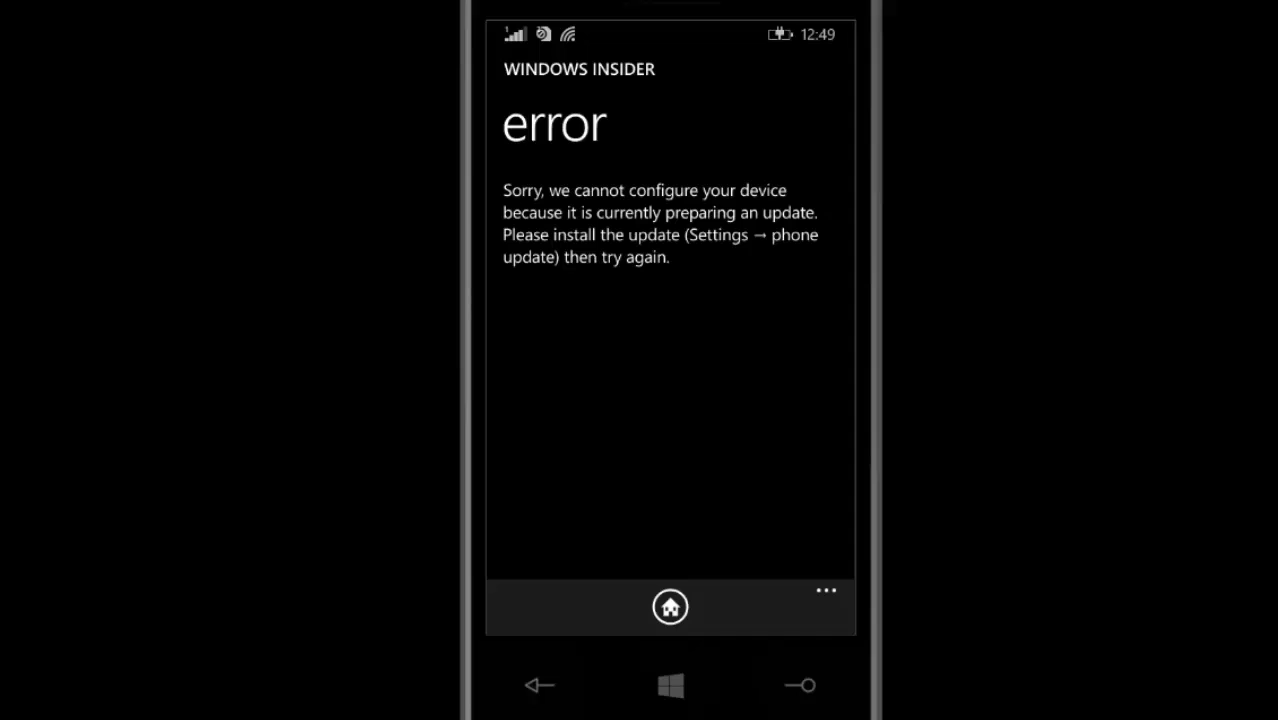 1
12:49
WINDOWS INSIDER
error
Sorry, we cannot configure your device
because it is currently preparing an update.
Please install the update (Settings → phone
update) then try again.